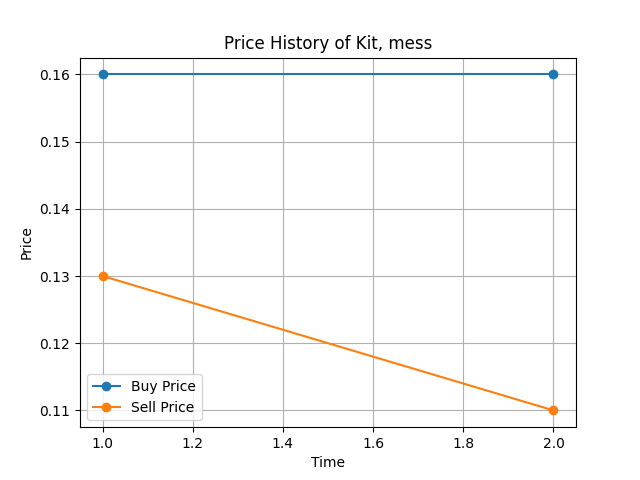 Price History of Kit, mess
0.16
0.15
0.14
0.13
0.12
0.11
Price
Buy Price
Sell Price
1.0 1.2 1.4 1.6 1.8 2.0
Time